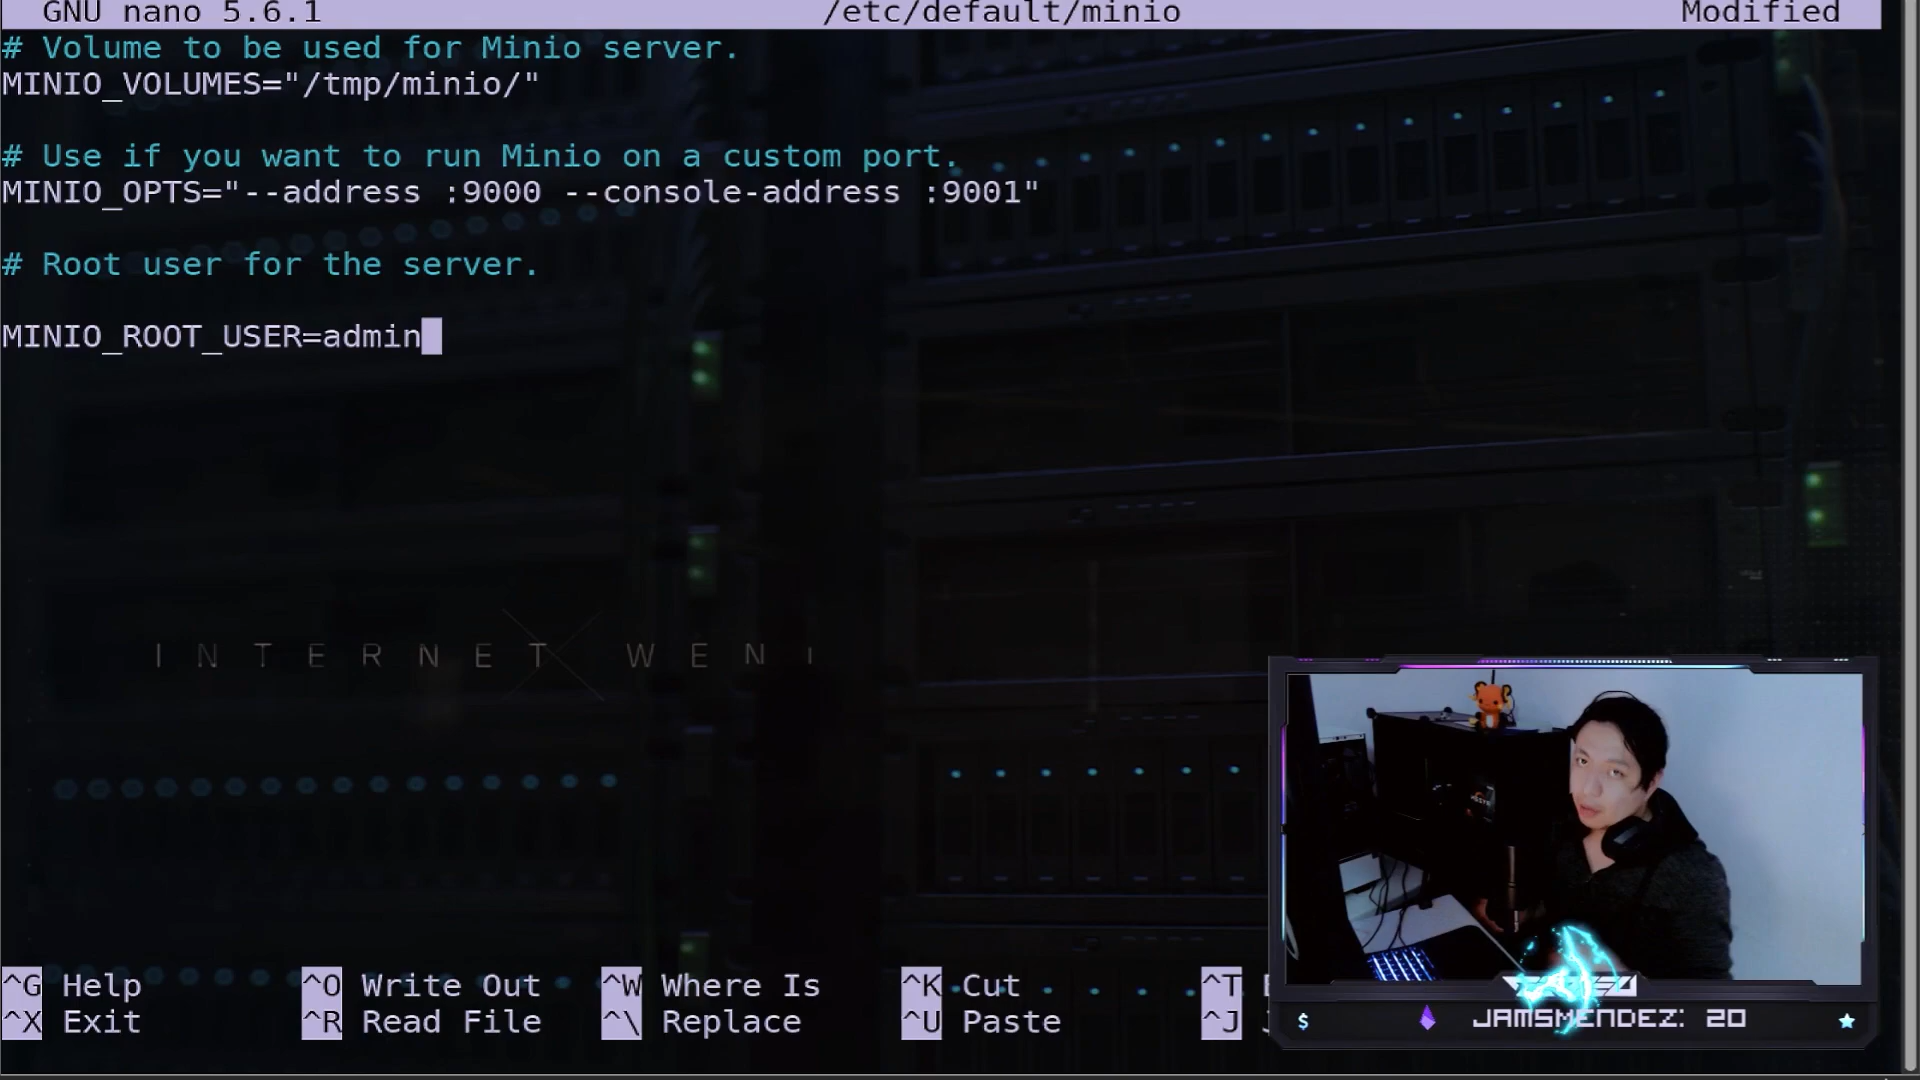 GNU nano 5.6.1 /etc/default/minio Modified
# Volume to be used for Minio server.
MINIO_VOLUMES="/tmp/minio/"
# Use if you want to run Minio on a custom port.
MINIO_OPTS="--address :9000 --console-address :9001"
# Root user for the server.
MINIO_ROOT_USER=admin
INTERNET WEN
^G Help ^O Write Out ^W Where Is ^K Cut ^T
^X Exit ^R Read File ^\ Replace ^U Paste ^J
$ JAMSMENDEZ: 20